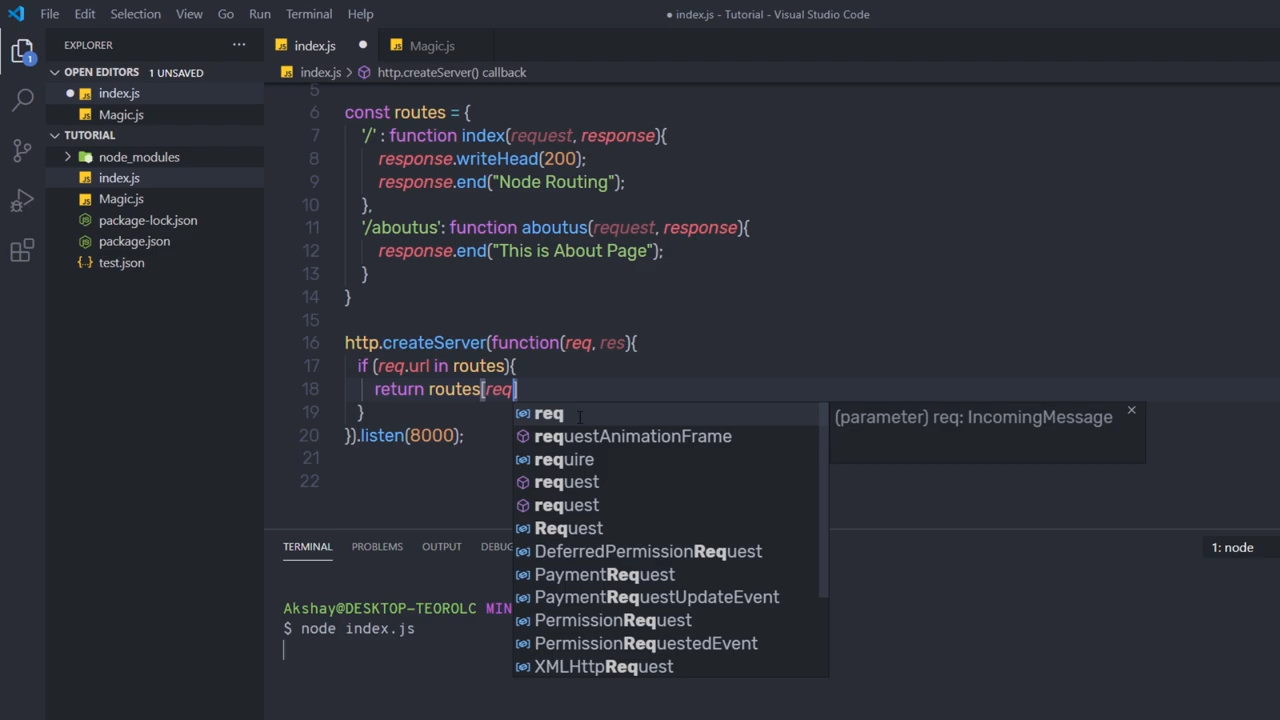 File Edit Selection View Go Run Terminal Help
● index.js - Tutorial - Visual Studio Code
EXPLORER
OPEN EDITORS 1 UNSAVED
index.js
Magic.js
TUTORIAL
node_modules
index.js
Magic.js
package-lock.json
package.json
test.json
1
index.js
Magic.js
index.js > http.createServer() callback
5
6 const routes = {
7 '/' : function index(request, response){
8 response.writeHead(200);
9 response.end("Node Routing");
10 },
11 '/aboutus': function aboutus(request, response){
12 response.end("This is About Page");
13 }
14 }
15
16 http.createServer(function(req, res){
17 if (req.url in routes){
18 return routes[req]
19 }
20 }).listen(8000);
21
22
req
requestAnimationFrame
require
request
request
Request
DeferredPermissionRequest
PaymentRequest
PaymentRequestUpdateEvent
PermissionRequest
PermissionRequestedEvent
XMLHttpRequest
(parameter) req: IncomingMessage
TERMINAL PROBLEMS OUTPUT DEBUG
1: node
Akshay@DESKTOP-TEOROLC MIN
$ node index.js